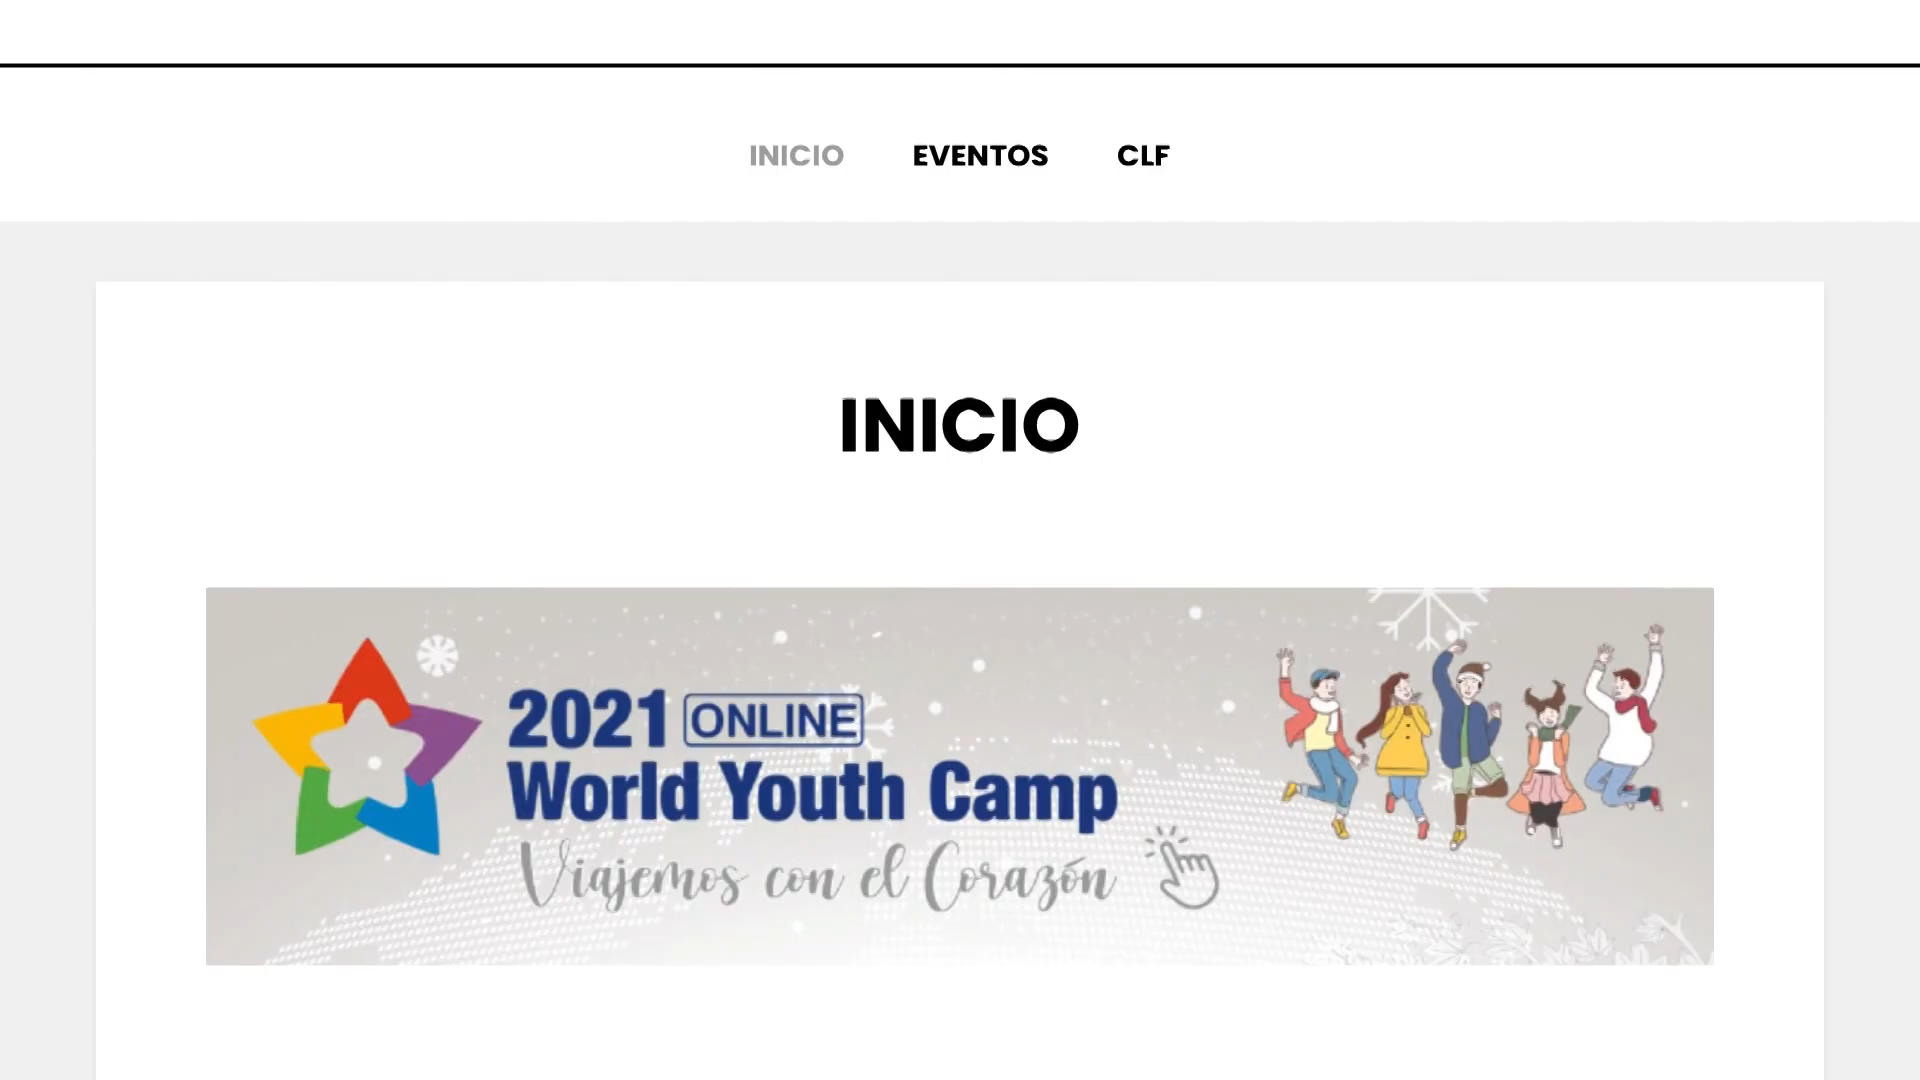 INICIO EVENTOS CLF
INICIO
2021 ONLINE
World Youth Camp
Viajemos con el Corazón